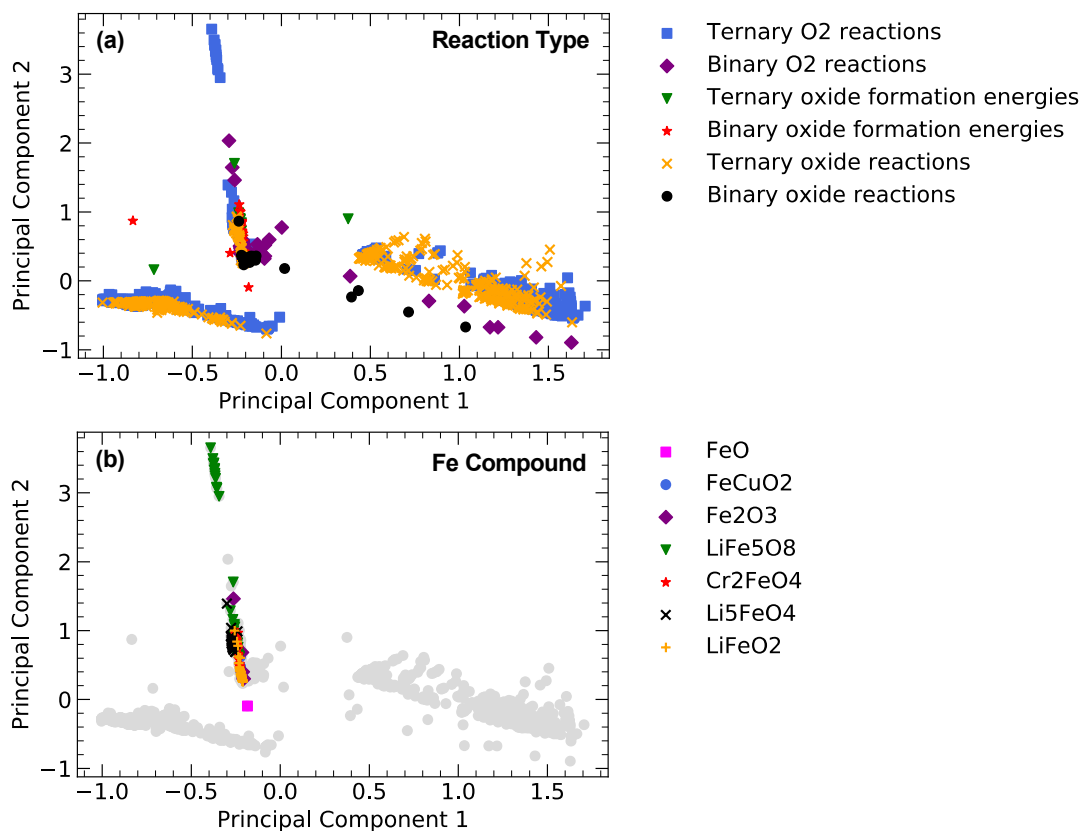 (a)
Reaction Type
Principal Component 2
3
2
1
0
−1
−1.0
−0.5
0.0
0.5
1.0
1.5
Principal Component 1
Ternary O2 reactions
Binary O2 reactions
Ternary oxide formation energies
Binary oxide formation energies
Ternary oxide reactions
Binary oxide reactions
(b)
Fe Compound
Principal Component 2
3
2
1
0
−1
−1.0
−0.5
0.0
0.5
1.0
1.5
Principal Component 1
FeO
FeCuO2
Fe2O3
LiFe5O8
Cr2FeO4
Li5FeO4
LiFeO2